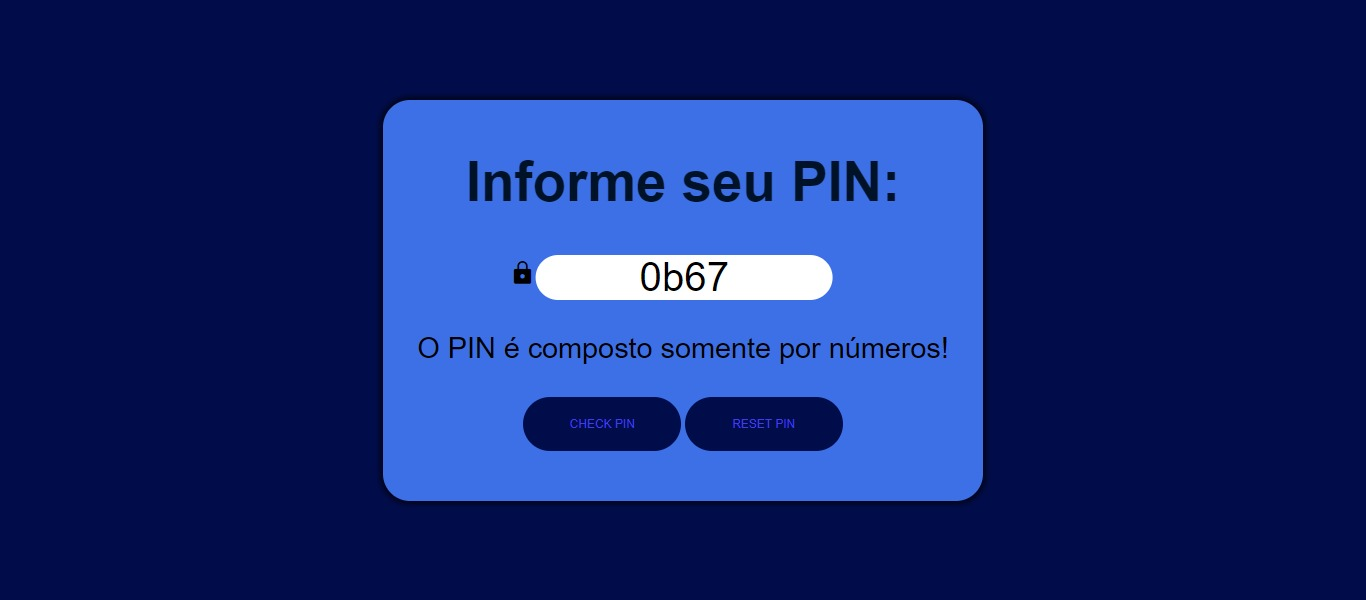 Informe seu PIN:
0b67
O PIN é composto somente por números!
CHECK PIN
RESET PIN